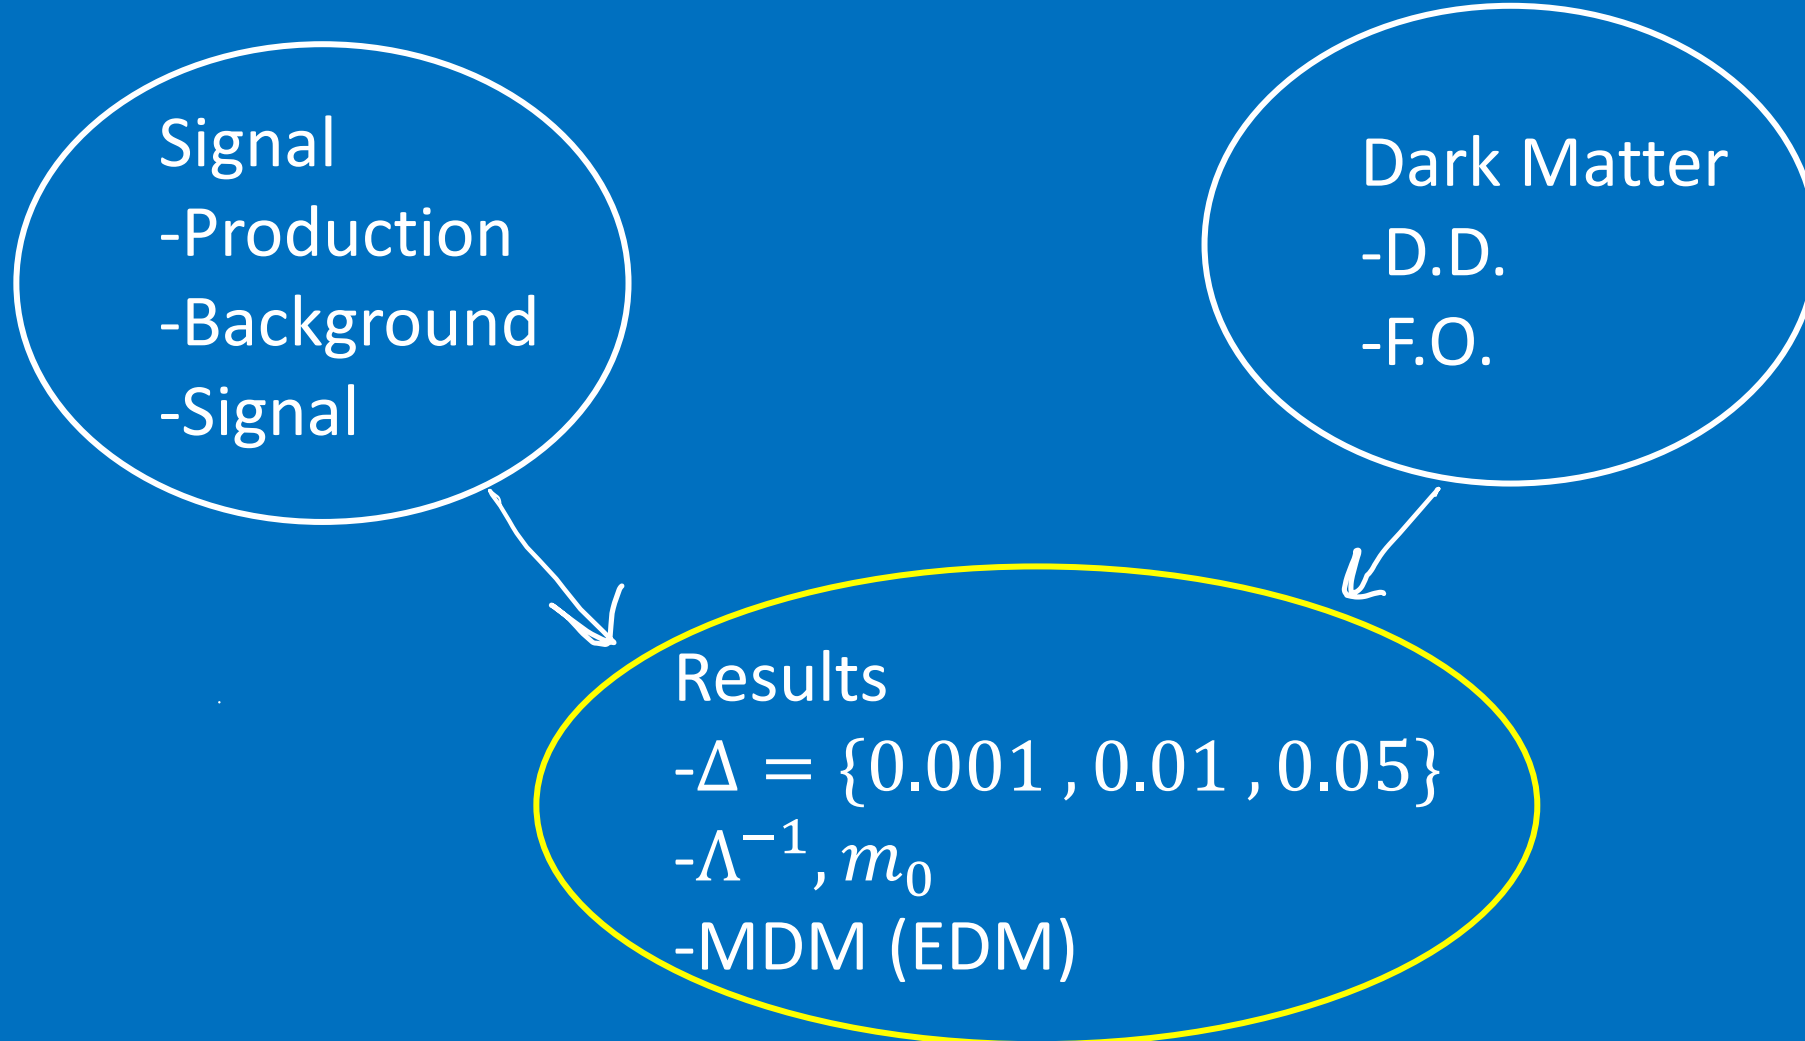 Signal
-Production
-Background
-Signal
Dark Matter
-D.D.
-F.O.
Results
-Δ = {0.001 , 0.01 , 0.05}
-Λ⁻¹, m₀
-MDM (EDM)